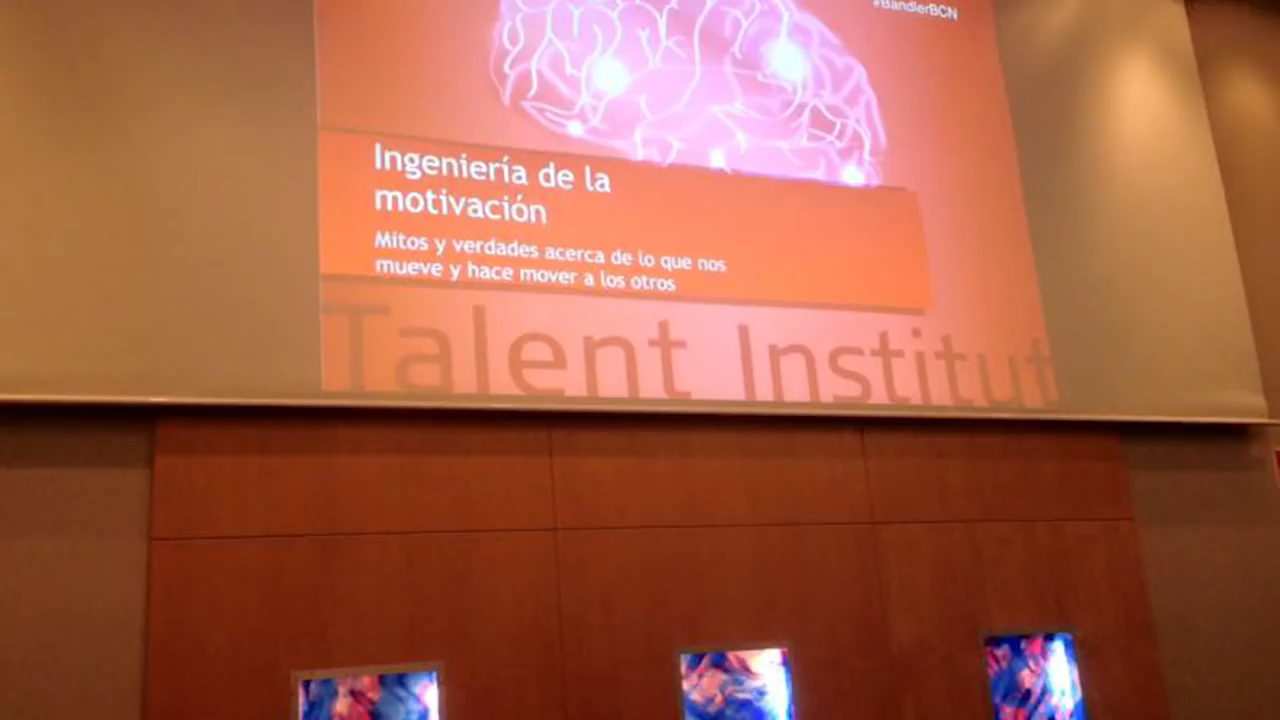 #BandlerBCN
Ingeniería de la
motivación
Mitos y verdades acerca de lo que nos
mueve y hace mover a los otros
Talent Institut